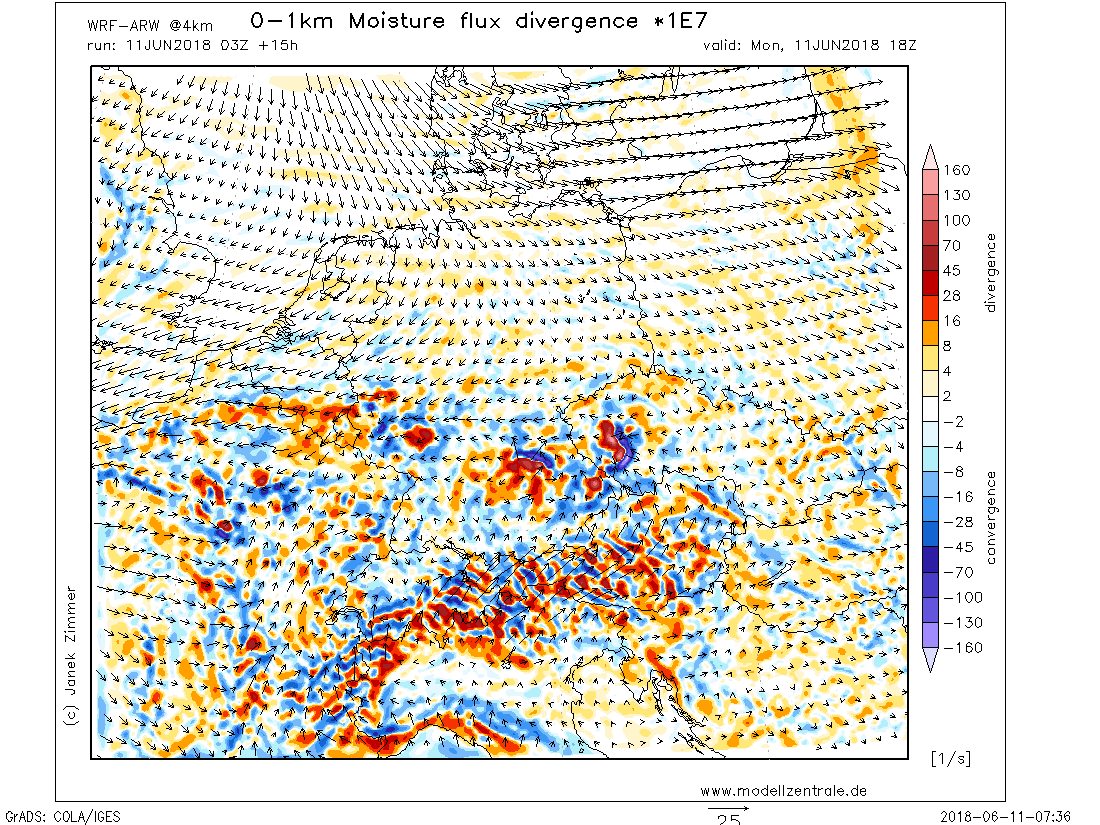 0-1km Moisture flux divergence *1E7
WRF-ARW @4km
run: 11JUN2018 03Z +15h
valid: Mon, 11JUN2018 18Z
160
130
100
70
45
28
16
8
4
2
-2
-4
-8
-16
-28
-45
-70
-100
-130
-160
divergence
convergence
[1/s]
(c) Janek Zimmer
www.modellzentrale.de
25
GrADS: COLA/IGES
2018-06-11-07:36